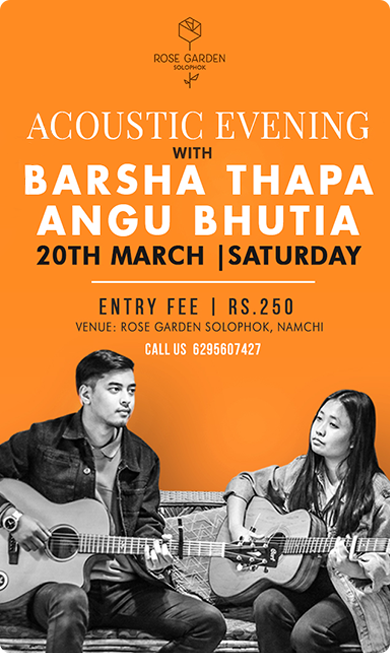 ROSE GARDEN
SOLOPHOK
ACOUSTIC EVENING
WITH
BARSHA THAPA
ANGU BHUTIA
20TH MARCH |SATURDAY
ENTRY FEE | RS.250
VENUE: ROSE GARDEN SOLOPHOK, NAMCHI
CALL US 6295607427
Cort